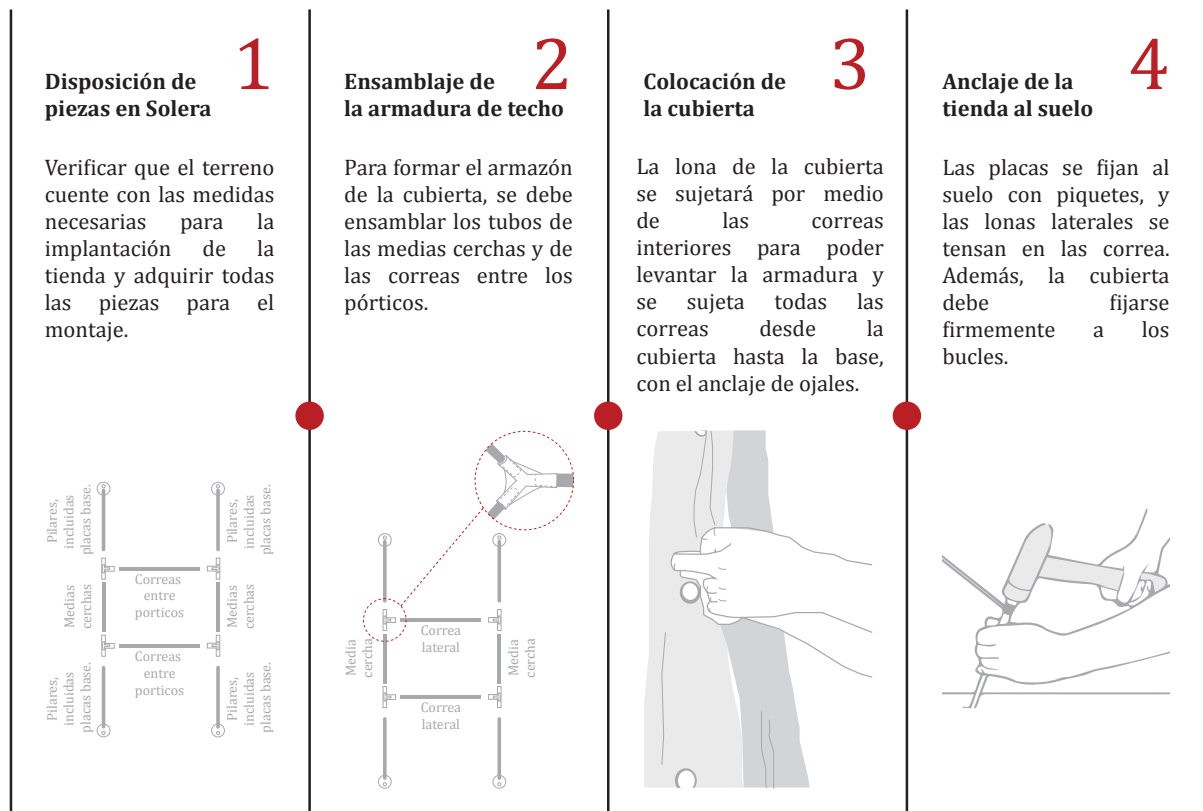 1
Disposición de
piezas en Solera
Verificar que el terreno
cuente con las medidas
necesarias para la
implantación de la
tienda y adquirir todas
las piezas para el
montaje.
Pilares,
incluidas
placas base.
Pilares,
incluidas
placas base.
Correas
entre
porticos
Medias
cerchas
Medias
cerchas
Correas
entre
porticos
Pilares,
incluidas
placas base.
Pilares,
incluidas
placas base.
2
Ensamblaje de
la armadura de techo
Para formar el armazón
de la cubierta, se debe
ensamblar los tubos de
las medias cerchas y de
las correas entre los
pórticos.
Correa
lateral
Media
cercha
Media
cercha
Correa
lateral
3
Colocación de
la cubierta
La lona de la cubierta
se sujetará por medio
de las correas
interiores para poder
levantar la armadura y
se sujeta todas las
correas desde la
cubierta hasta la base,
con el anclaje de ojales.
4
Anclaje de la
tienda al suelo
Las placas se fijan al
suelo con piquetes, y
las lonas laterales se
tensan en las correa.
Además, la cubierta
debe fijarse
firmemente a los
bucles.